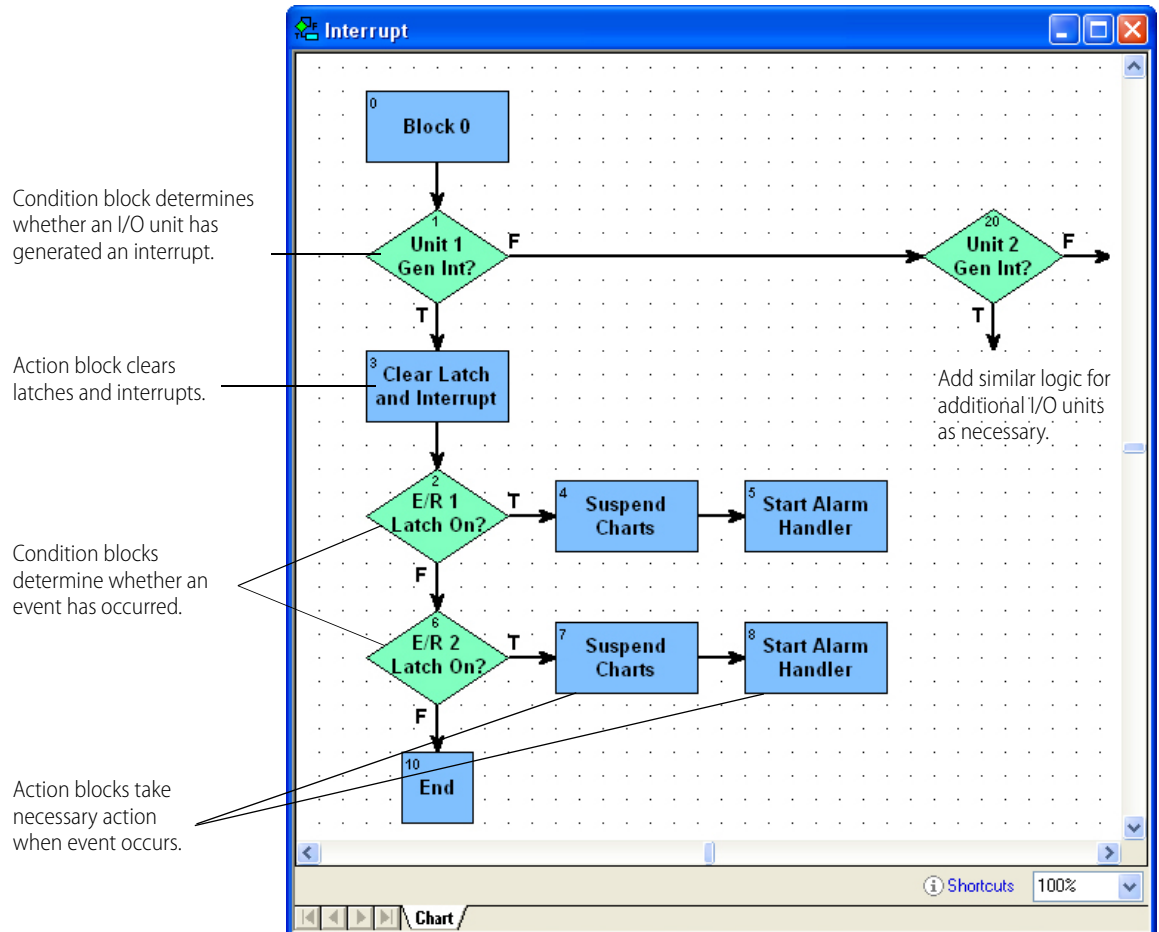 Interrupt
0
Block 0
Condition block determines
whether an I/O unit has
generated an interrupt.
1
Unit 1
Gen Int?
F
T
20
Unit 2
Gen Int?
F
T
Action block clears
latches and interrupts.
3
Clear Latch
and Interrupt
Add similar logic for
additional I/O units
as necessary.
2
E/R 1
Latch On?
T
F
4
Suspend
Charts
5
Start Alarm
Handler
Condition blocks
determine whether an
event has occurred.
6
E/R 2
Latch On?
T
F
7
Suspend
Charts
8
Start Alarm
Handler
10
End
Action blocks take
necessary action
when event occurs.
Shortcuts
100%
Chart